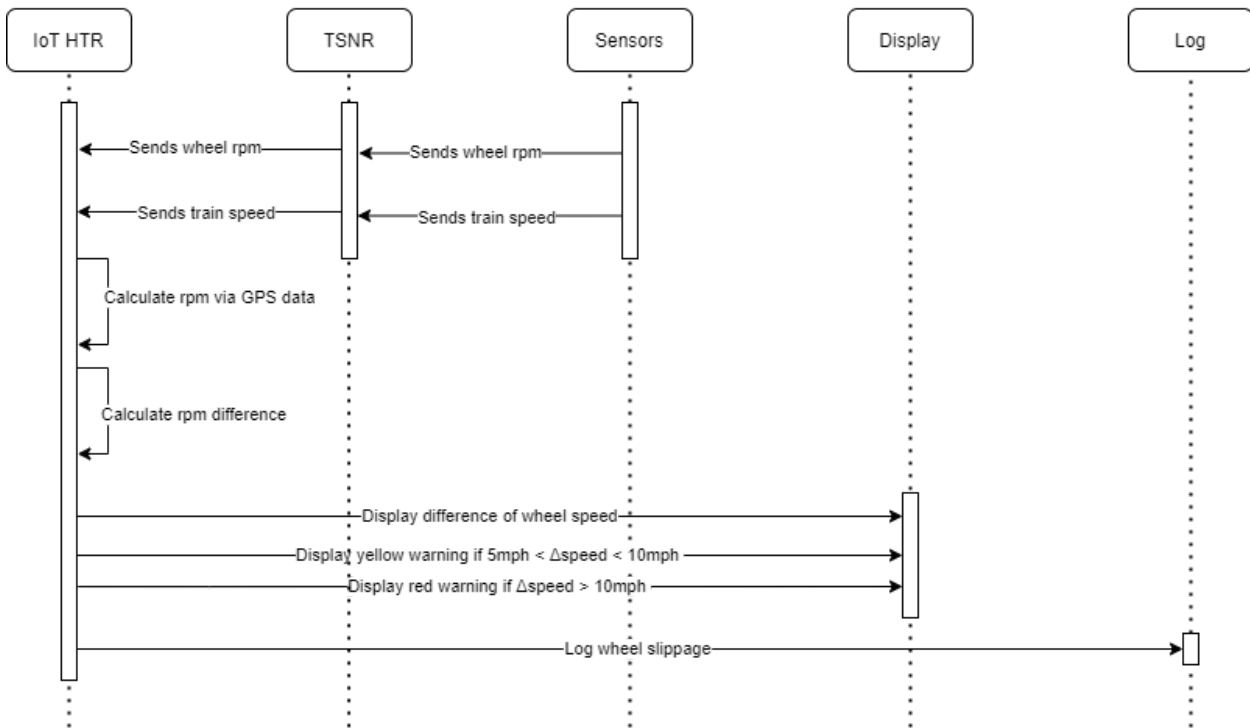 IoT HTR
TSNR
Sensors
Display
Log
Sends wheel rpm
Sends wheel rpm
Sends train speed
Sends train speed
Calculate rpm via GPS data
Calculate rpm difference
Display difference of wheel speed
Display yellow warning if 5mph < Δspeed < 10mph
Display red warning if Δspeed > 10mph
Log wheel slippage